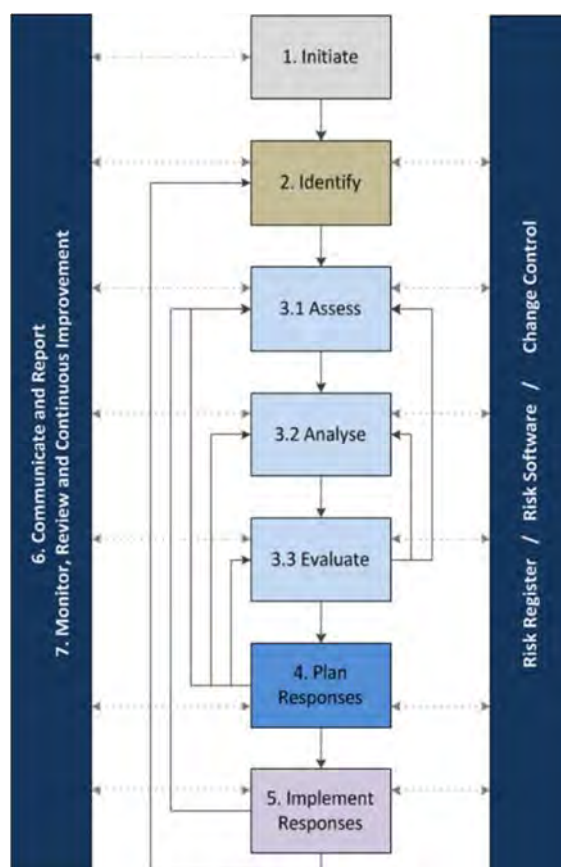 1. Initiate
2. Identify
3.1 Assess
3.2 Analyse
3.3 Evaluate
4. Plan
Responses
5. Implement
Responses
6. Communicate and Report
7. Monitor, Review and Continuous Improvement
Risk Register / Risk Software / Change Control